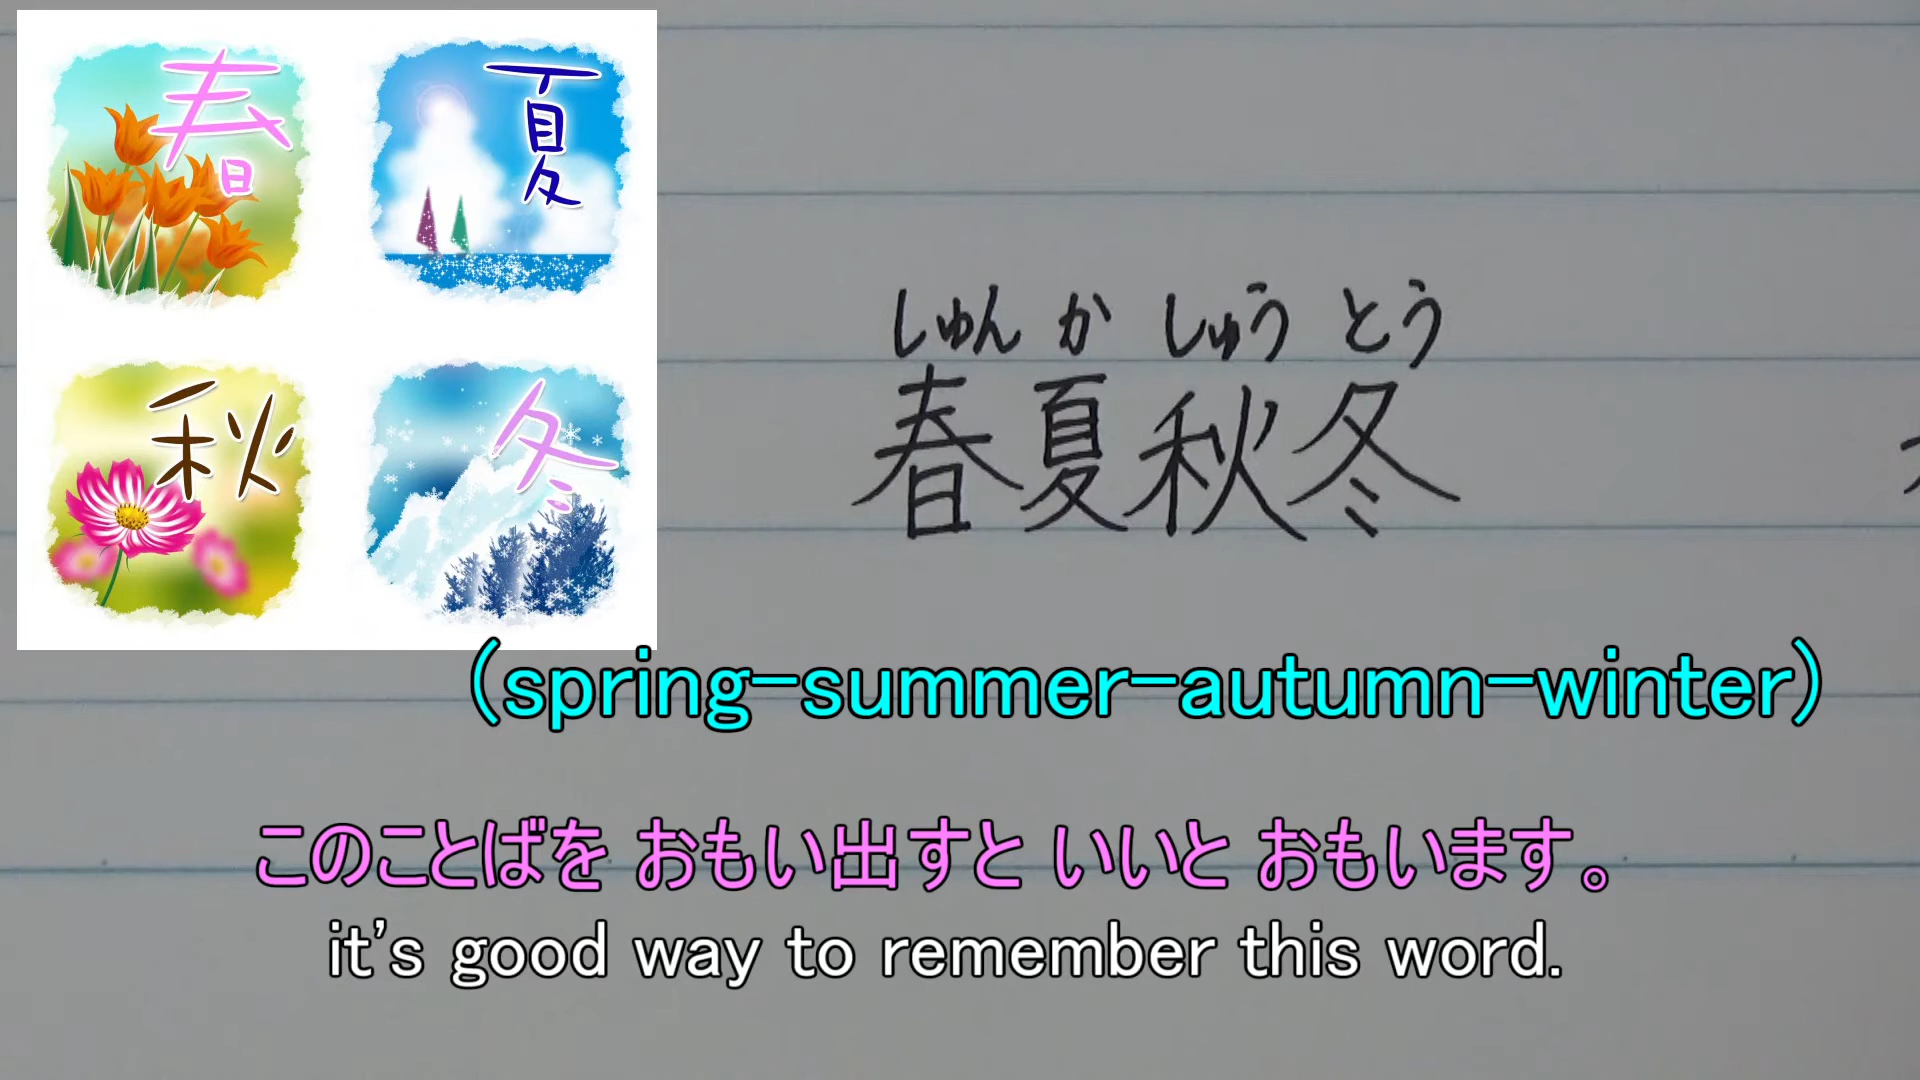 春
夏
秋
冬
しゅん か しゅう とう
春夏秋冬
(spring-summer-autumn-winter)
このことばを おもい出すと いいと おもいます。
it's good way to remember this word.